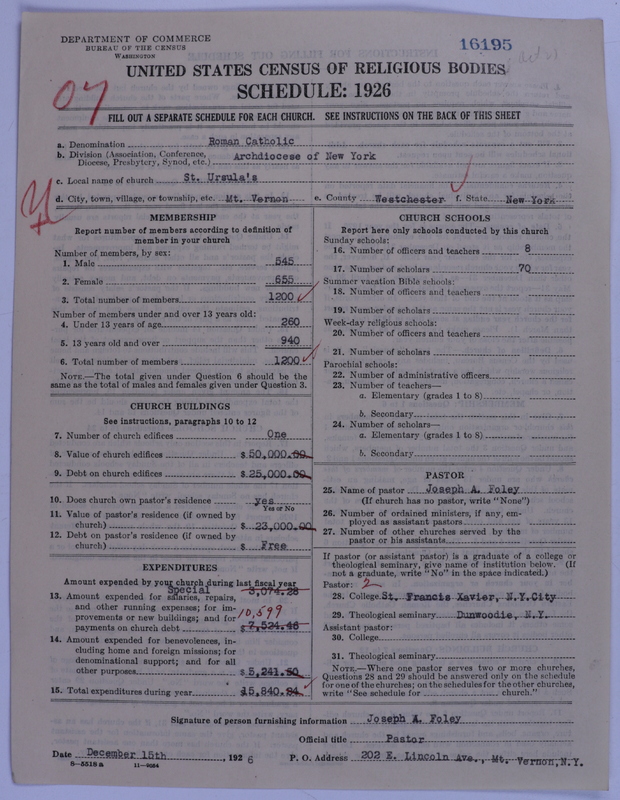 DEPARTMENT OF COMMERCE
BUREAU OF THE CENSUS
WASHINGTON
16195
UNITED STATES CENSUS OF RELIGIOUS BODIES
SCHEDULE: 1926
07
FILL OUT A SEPARATE SCHEDULE FOR EACH CHURCH. SEE INSTRUCTIONS ON THE BACK OF THIS SHEET
a. Denomination Roman Catholic
b. Division (Association, Conference, Diocese, Presbytery, Synod, etc.) Archdiocese of New York
c. Local name of church St. Ursula's
d. City, town, village, or township, etc. Mt. Vernon e. County Westchester f. State New York
MEMBERSHIP
Report number of members according to definition of
member in your church
Number of members, by sex:
1. Male 545
2. Female 655
3. Total number of members 1200
Number of members under and over 13 years old:
4. Under 13 years of age 260
5. 13 years old and over 940
6. Total number of members 1200
NOTE.—The total given under Question 6 should be the
same as the total of males and females given under Question 3.
CHURCH BUILDINGS
See instructions, paragraphs 10 to 12
7. Number of church edifices One
8. Value of church edifices $50,000.00
9. Debt on church edifices $25,000.00
10. Does church own pastor's residence yes
Yes or No
11. Value of pastor's residence (if owned by
church) $23,000.00
12. Debt on pastor's residence (if owned by
church) $ Free
EXPENDITURES
Amount expended by your church during last fiscal year
Special 3,074.28
13. Amount expended for salaries, repairs,
and other running expenses; for im-
provements or new buildings; and for 10,599
payments on church debt $7,524.46
14. Amount expended for benevolences, in-
cluding home and foreign missions; for
denominational support; and for all
other purposes $5,241.50
15. Total expenditures during year 15,840.24
CHURCH SCHOOLS
Report here only schools conducted by this church
Sunday schools:
16. Number of officers and teachers 8
17. Number of scholars 70
Summer vacation Bible schools:
18. Number of officers and teachers
19. Number of scholars
Week-day religious schools:
20. Number of officers and teachers
21. Number of scholars
Parochial schools:
22. Number of administrative officers
23. Number of teachers—
a. Elementary (grades 1 to 8)
b. Secondary
24. Number of scholars—
a. Elementary (grades 1 to 8)
b. Secondary
PASTOR
25. Name of pastor Joseph A. Foley
(If church has no pastor, write "None")
26. Number of ordained ministers, if any, em-
ployed as assistant pastors
27. Number of other churches served by the
pastor or his assistants
If pastor (or assistant pastor) is a graduate of a college or
theological seminary, give name of institution below. (If
not a graduate, write "No" in the space indicated.)
Pastor: 2
28. College St. Francis Xavier, N.Y.City
29. Theological seminary Dunwoodie, N.Y.
Assistant pastor:
30. College
31. Theological seminary
NOTE.—Where one pastor serves two or more churches,
Questions 28 and 29 should be answered only on the schedule
for one of the churches; on the schedules for the other churches,
write "See schedule for church."
Signature of person furnishing information Joseph A. Foley
Official title Pastor
Date December 15th, 1926 P. O. Address 202 E. Lincoln Ave., Mt. Vernon, N.Y.
8—5318 a 11—9084